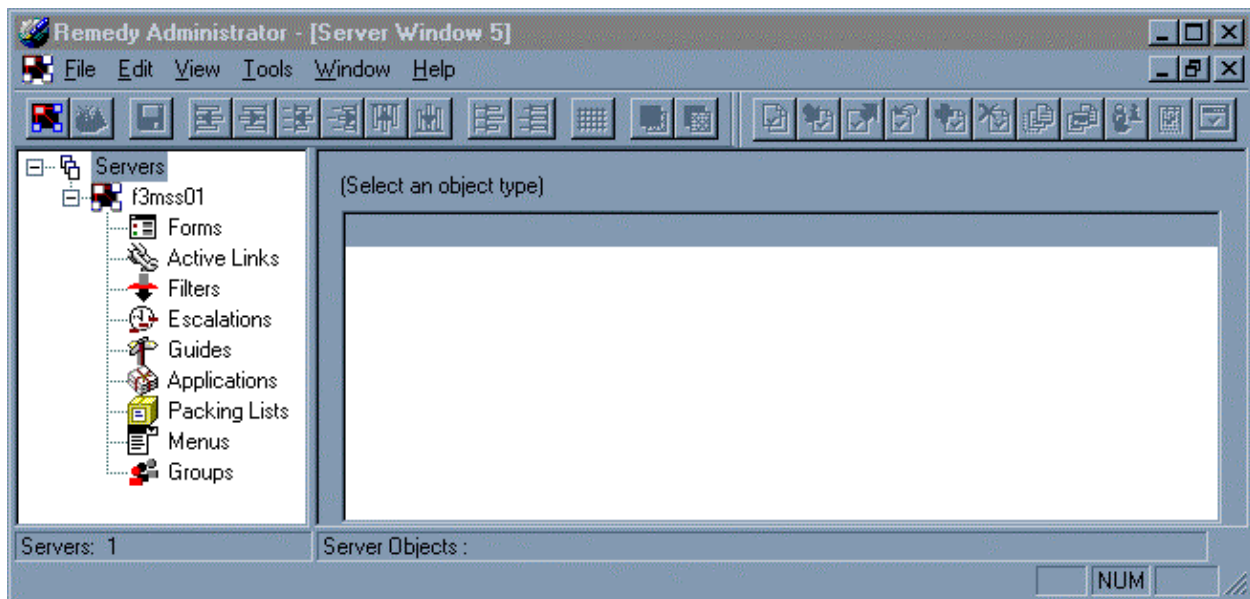 Remedy Administrator - [Server Window 5]
File Edit View Tools Window Help
Servers
f3mss01
Forms
Active Links
Filters
Escalations
Guides
Applications
Packing Lists
Menus
Groups
(Select an object type)
Servers: 1
Server Objects :
NUM